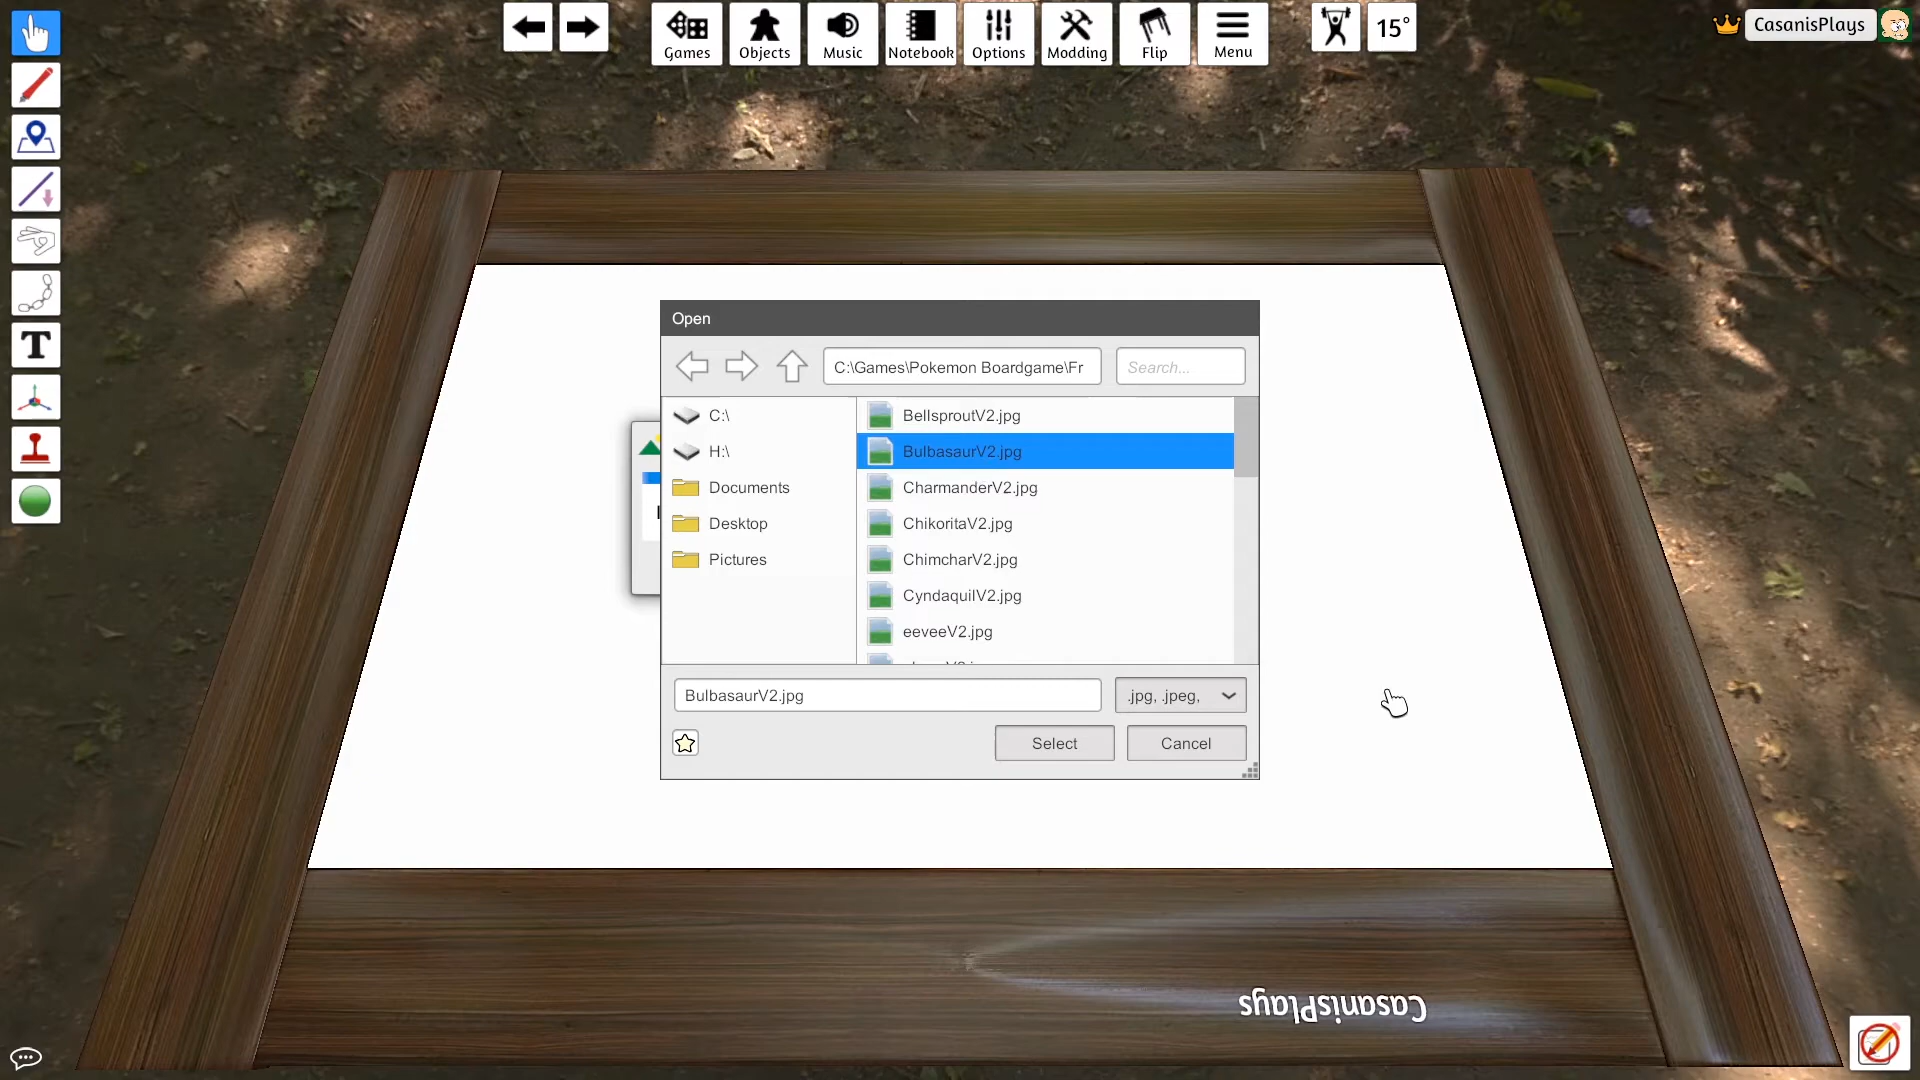 Games
Objects
Music
Notebook
Options
Modding
Flip
Menu
15°
CasanisPlays
Open
C:\Games\Pokemon Boardgame\Fr
Search...
C:\
H:\
Documents
Desktop
Pictures
BellsproutV2.jpg
BulbasaurV2.jpg
CharmanderV2.jpg
ChikoritaV2.jpg
ChimcharV2.jpg
CyndaquilV2.jpg
eeveeV2.jpg
BulbasaurV2.jpg
.jpg, .jpeg,
Select
Cancel
T
CasanisPlays